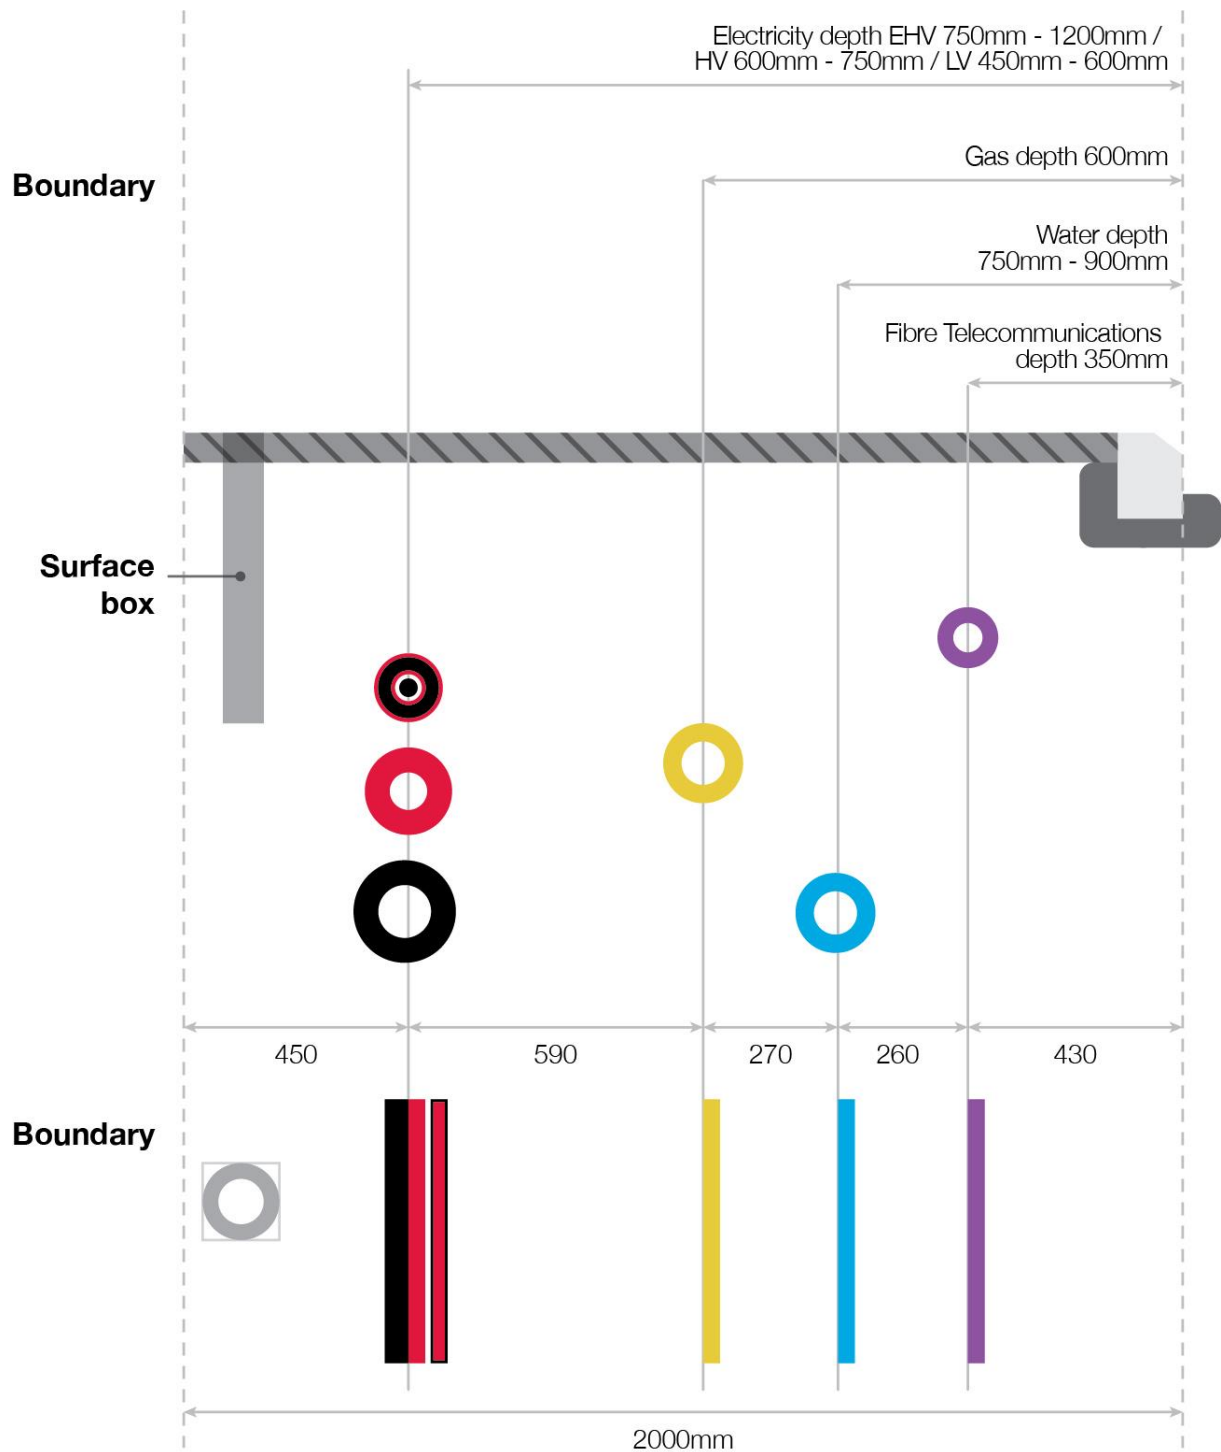 Electricity depth EHV 750mm - 1200mm /
HV 600mm - 750mm / LV 450mm - 600mm
Gas depth 600mm
Boundary
Water depth
750mm - 900mm
Fibre Telecommunications
depth 350mm
Surface
box
450
590
270
260
430
Boundary
2000mm